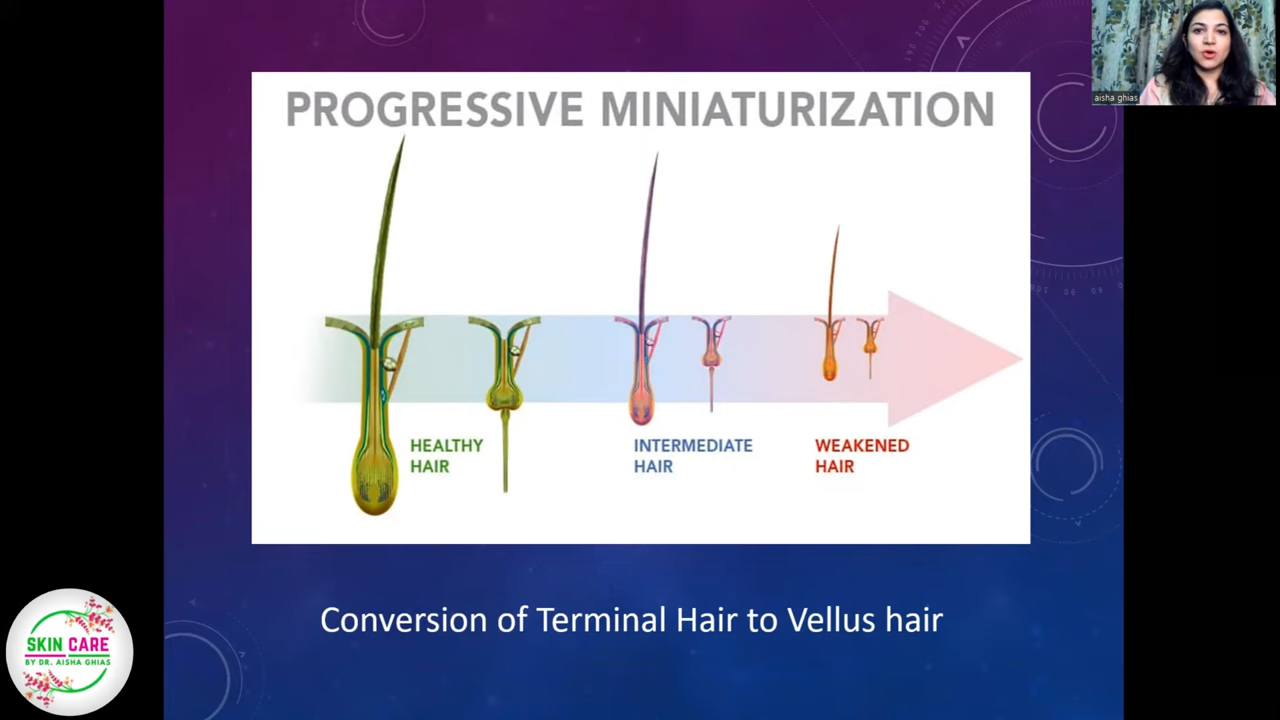 PROGRESSIVE MINIATURIZATION
aisha ghias
HEALTHY
HAIR
INTERMEDIATE
HAIR
WEAKENED
HAIR
Conversion of Terminal Hair to Vellus hair
SKIN CARE
BY DR. AISHA GHIAS